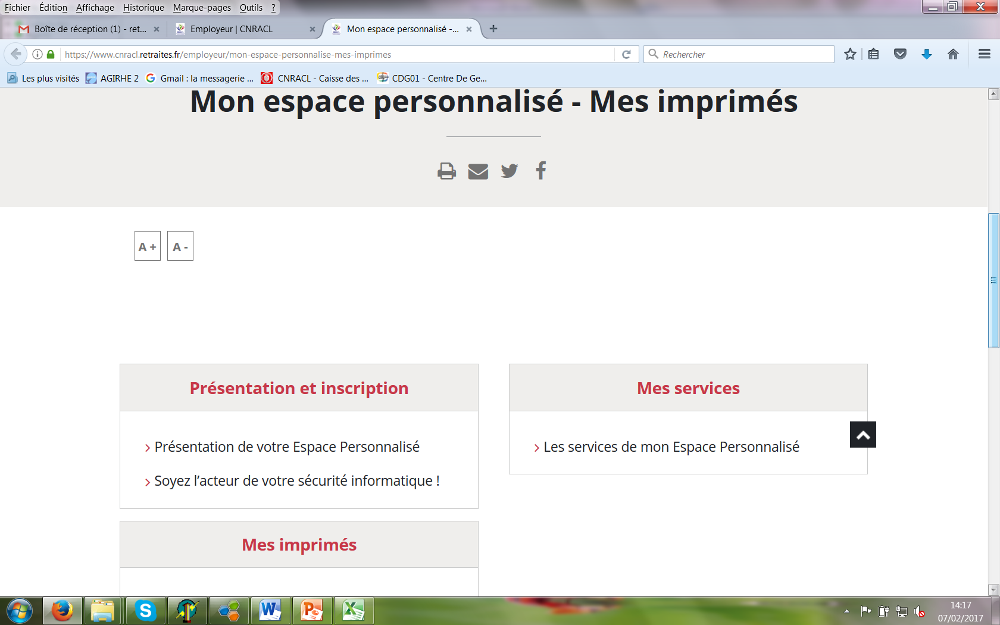 Fichier Édition Affichage Historique Marque-pages Outils ?
Boîte de réception (1) - ret... Employeur | CNRACL Mon espace personnalisé -...
https://www.cnracl.retraites.fr/employeur/mon-espace-personnalise-mes-imprimes Rechercher
Les plus visités AGIRHE 2 Gmail : la messagerie ... CNRACL - Caisse des ... CDG01 - Centre De Ge...
Mon espace personnalisé - Mes imprimés
A + A -
Présentation et inscription
Présentation de votre Espace Personnalisé
Soyez l’acteur de votre sécurité informatique !
Mes services
Les services de mon Espace Personnalisé
Mes imprimés
14:17
07/02/2017